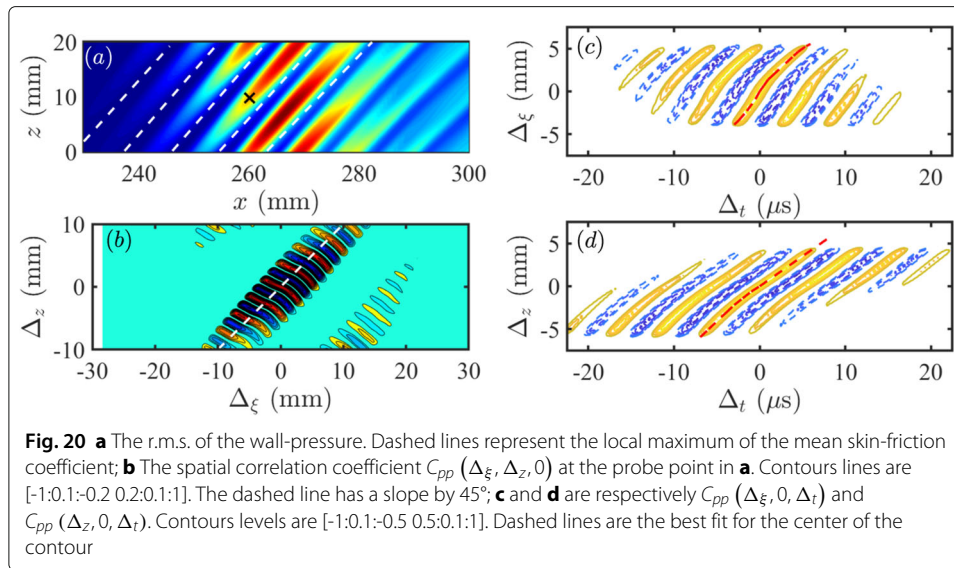 (a)
z (mm)
20
10
0
240
260
280
300
x (mm)
(b)
Δz (mm)
10
0
-10
-30
-20
-10
0
10
20
30
Δξ (mm)
(c)
Δξ (mm)
5
0
-5
-20
-10
0
10
20
Δt (μs)
(d)
Δz (mm)
5
0
-5
-20
-10
0
10
20
Δt (μs)
Fig. 20 a The r.m.s. of the wall-pressure. Dashed lines represent the local maximum of the mean skin-friction
coefficient; b The spatial correlation coefficient Cpp (Δξ, Δz, 0) at the probe point in a. Contours lines are
[-1:0.1:-0.2 0.2:0.1:1]. The dashed line has a slope by 45°; c and d are respectively Cpp (Δξ, 0, Δt) and
Cpp (Δz, 0, Δt). Contours levels are [-1:0.1:-0.5 0.5:0.1:1]. Dashed lines are the best fit for the center of the
contour